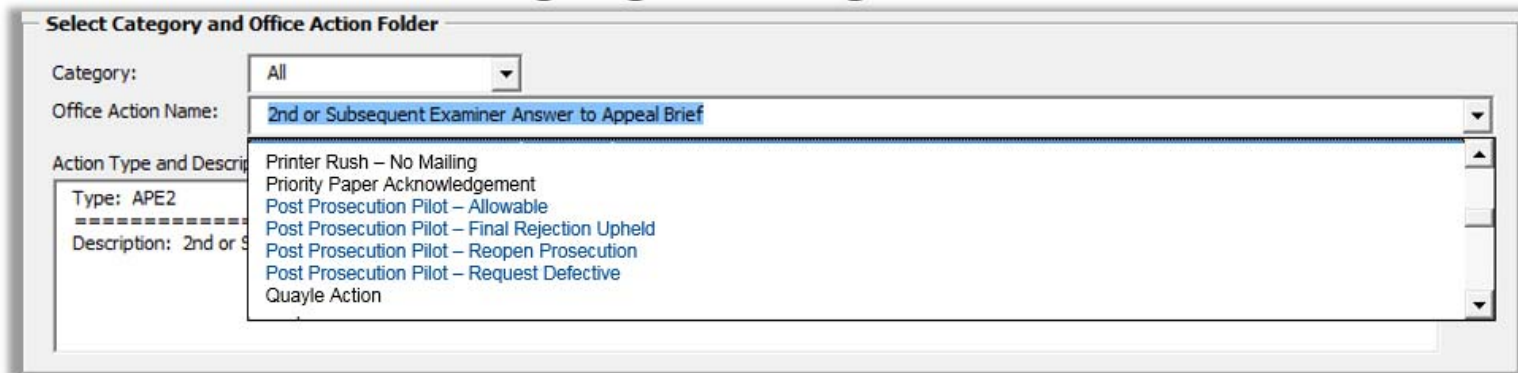 Select Category and Office Action Folder
Category: All
Office Action Name: 2nd or Subsequent Examiner Answer to Appeal Brief
Action Type and Descrip
Printer Rush – No Mailing
Priority Paper Acknowledgement
Post Prosecution Pilot – Allowable
Post Prosecution Pilot – Final Rejection Upheld
Post Prosecution Pilot – Reopen Prosecution
Post Prosecution Pilot – Request Defective
Quayle Action
Type: APE2
=============
Description: 2nd or S